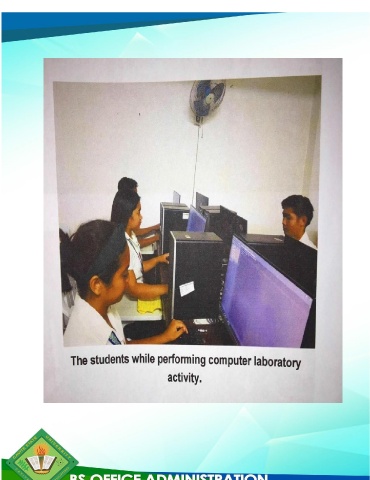 The students while performing computer laboratory
activity.
BS OFFICE ADMINISTRATION